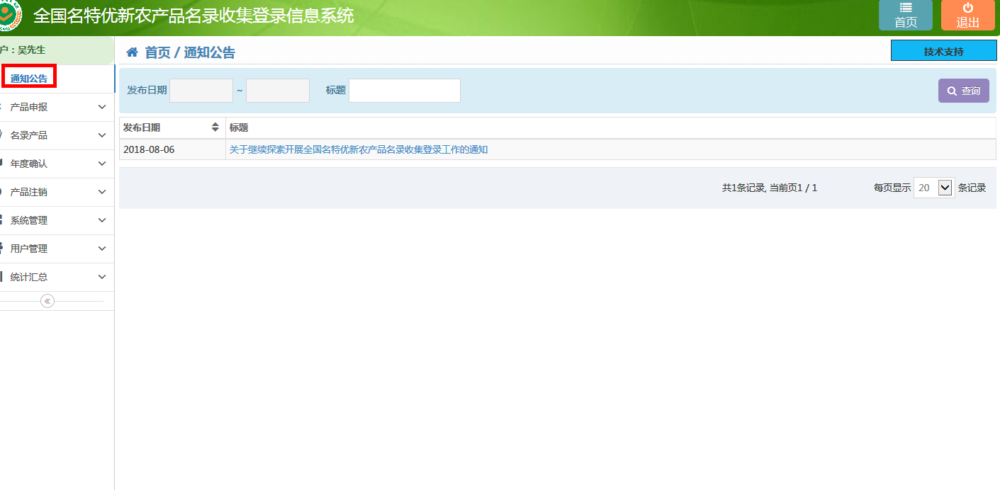 全国名特优新农产品名录收集登录信息系统
首页
退出
户：吴先生
首页 / 通知公告
技术支持
通知公告
发布日期 ~ 标题 查询
产品申报
名录产品
年度确认
产品注销
系统管理
用户管理
统计汇总
发布日期 标题
2018-08-06 关于继续探索开展全国名特优新农产品名录收集登录工作的通知
共1条记录, 当前页1 / 1 每页显示 20 条记录